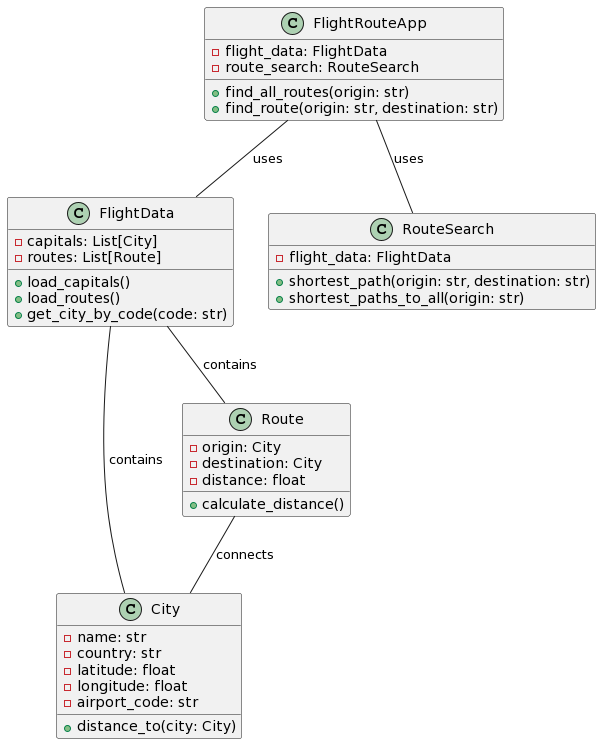 C FlightRouteApp
flight_data: FlightData
route_search: RouteSearch
find_all_routes(origin: str)
find_route(origin: str, destination: str)
uses
uses
C FlightData
capitals: List[City]
routes: List[Route]
load_capitals()
load_routes()
get_city_by_code(code: str)
C RouteSearch
flight_data: FlightData
shortest_path(origin: str, destination: str)
shortest_paths_to_all(origin: str)
contains
contains
C Route
origin: City
destination: City
distance: float
calculate_distance()
connects
C City
name: str
country: str
latitude: float
longitude: float
airport_code: str
distance_to(city: City)